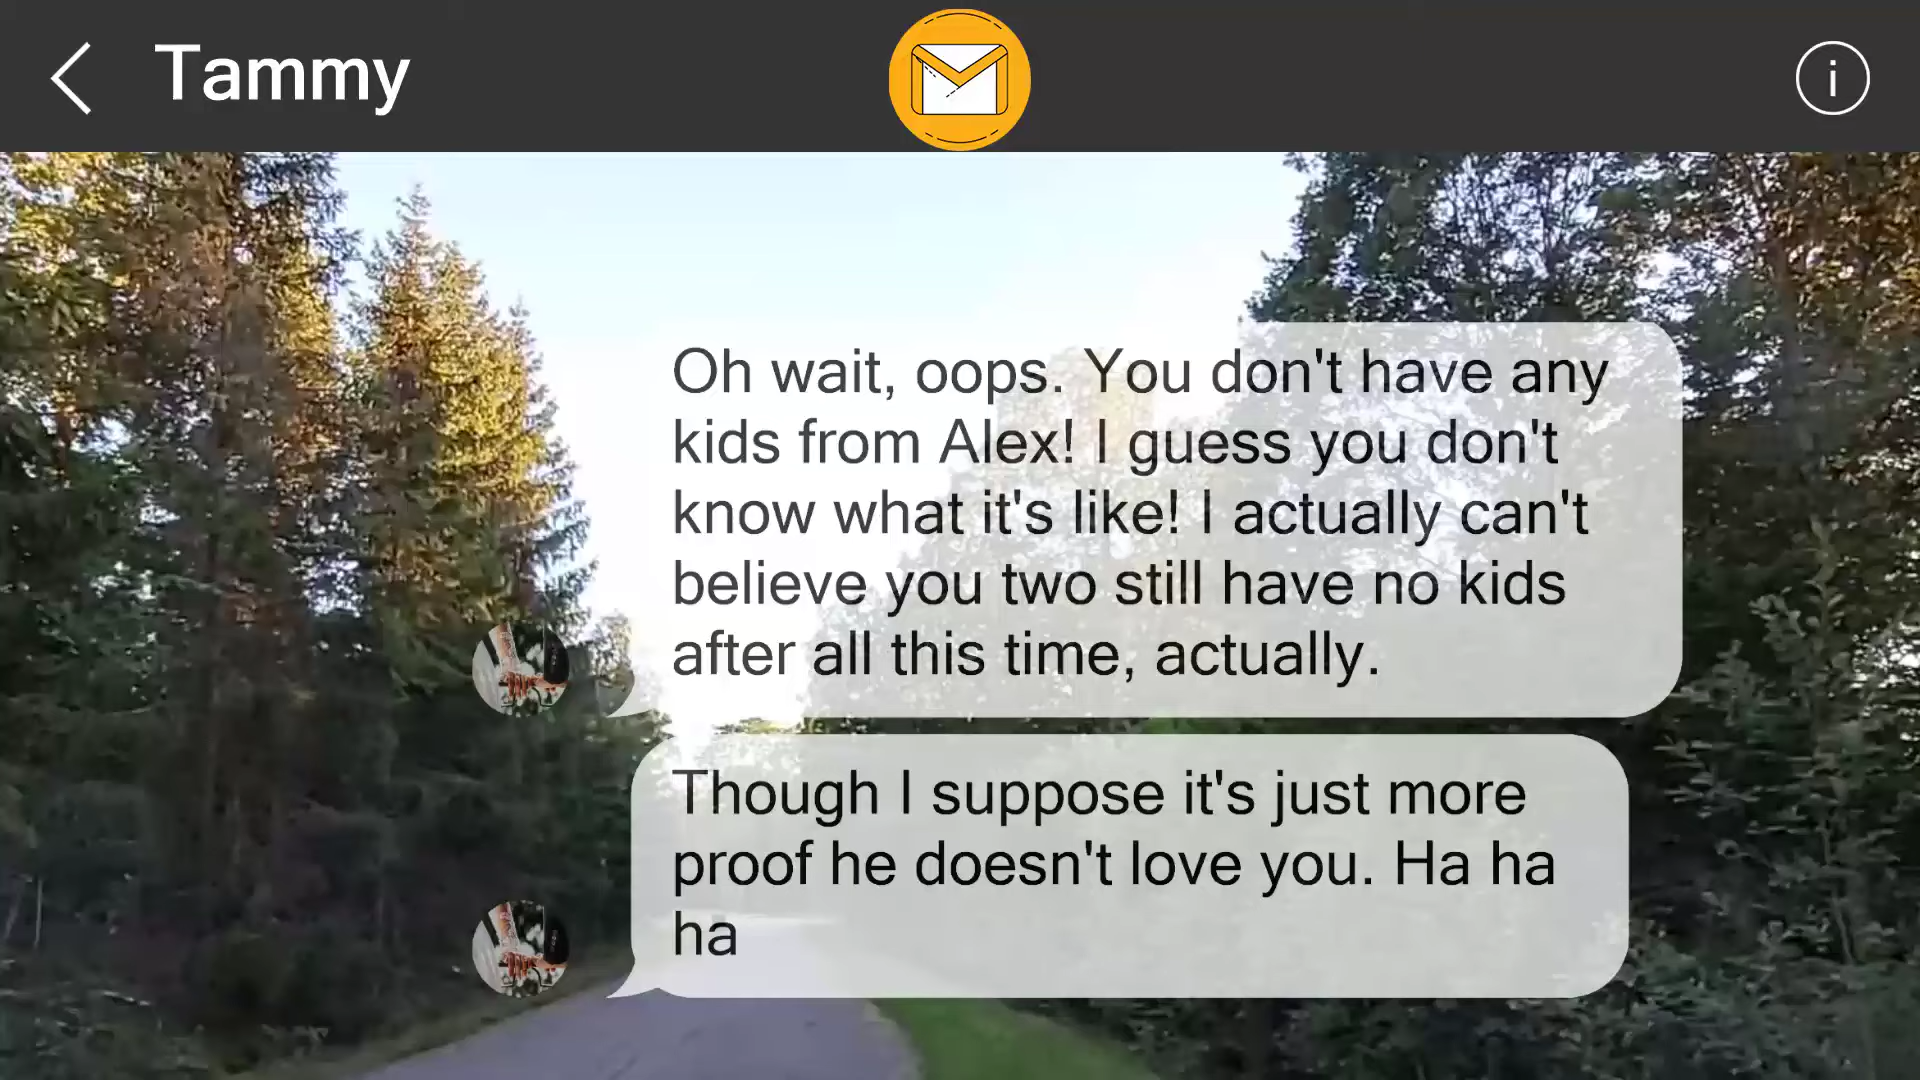 Tammy
i
Oh wait, oops. You don't have any
kids from Alex! I guess you don't
know what it's like! I actually can't
believe you two still have no kids
after all this time, actually.
Though I suppose it's just more
proof he doesn't love you. Ha ha
ha